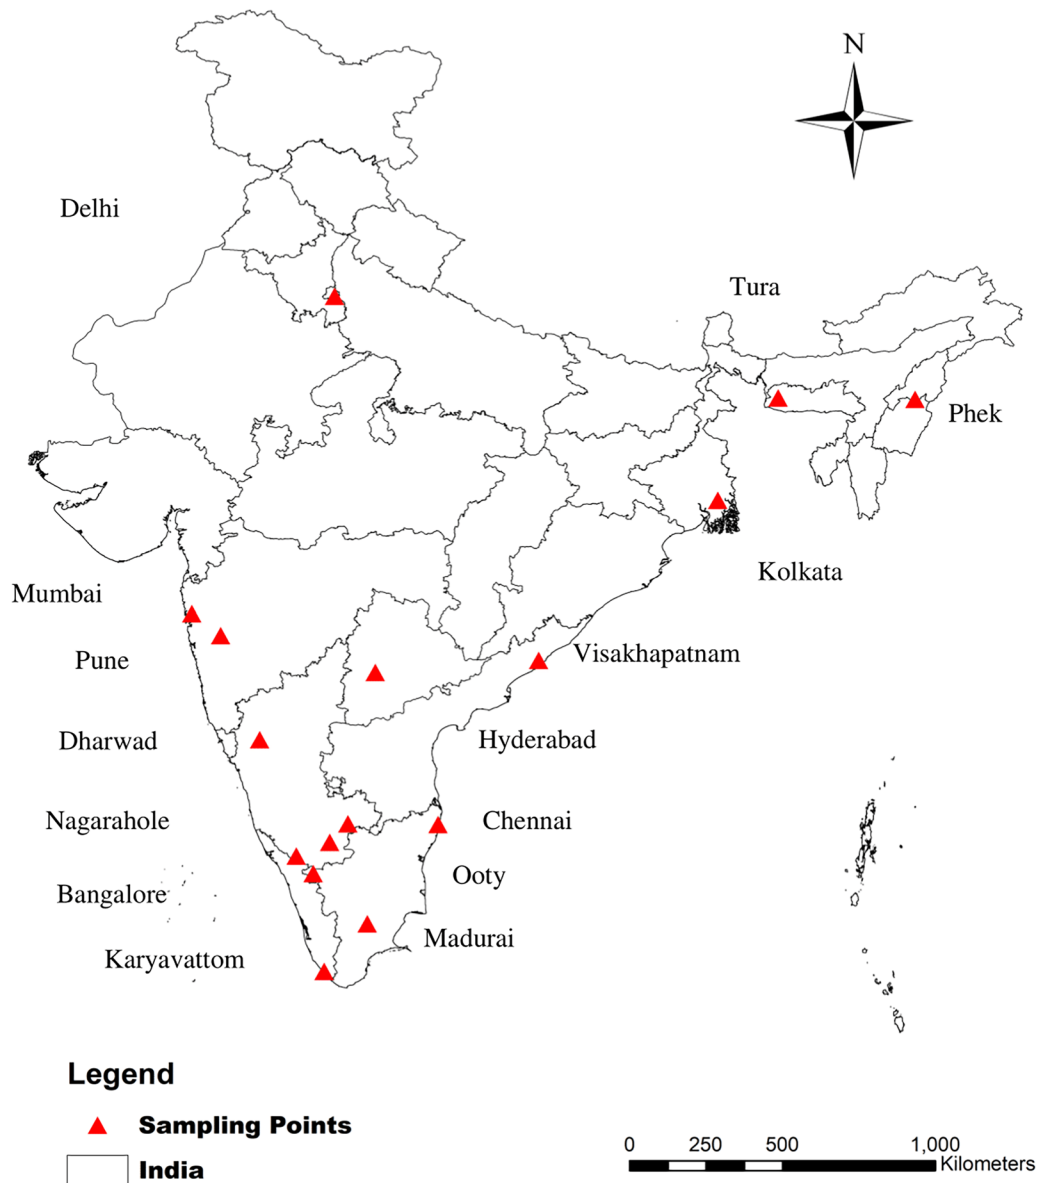 N
Delhi
Tura
Phek
Kolkata
Mumbai
Visakhapatnam
Pune
Dharwad
Hyderabad
Nagarahole
Chennai
Ooty
Bangalore
Madurai
Karyavattom
Legend
Sampling Points
India
0 250 500 1,000
Kilometers